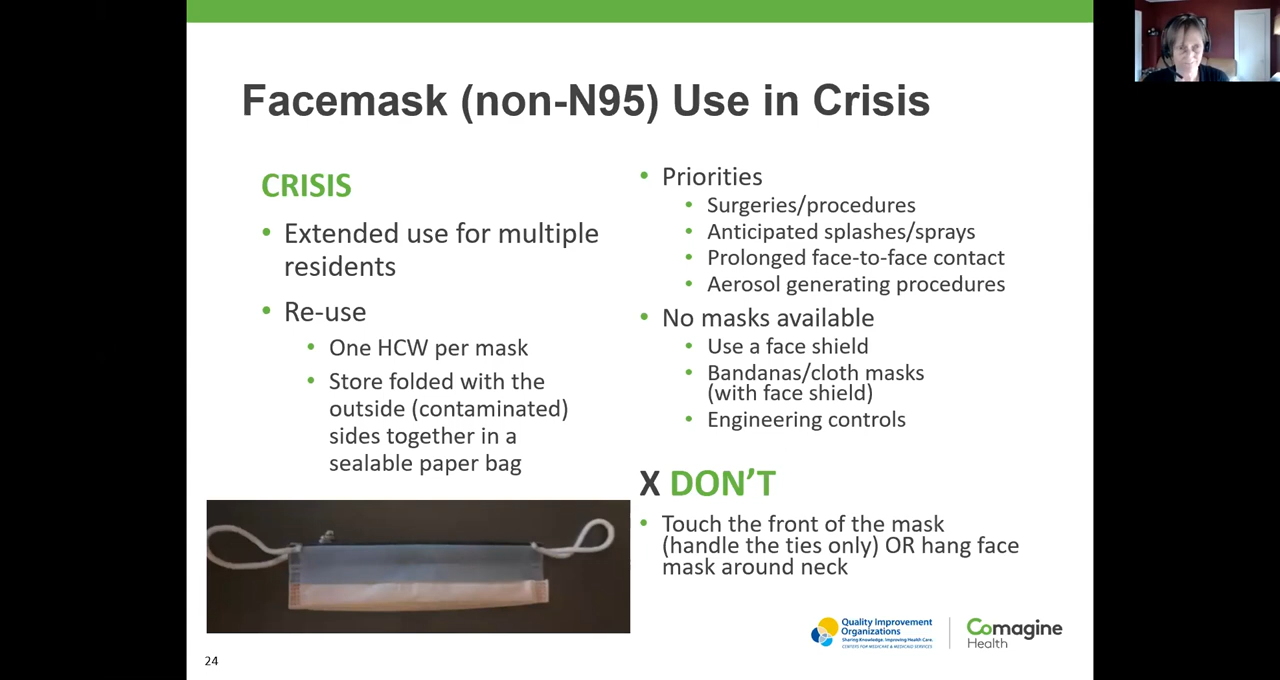 Facemask (non-N95) Use in Crisis
CRISIS
• Extended use for multiple
residents
• Re-use
• One HCW per mask
• Store folded with the
outside (contaminated)
sides together in a
sealable paper bag
• Priorities
• Surgeries/procedures
• Anticipated splashes/sprays
• Prolonged face-to-face contact
• Aerosol generating procedures
• No masks available
• Use a face shield
• Bandanas/cloth masks
(with face shield)
• Engineering controls
X DON’T
• Touch the front of the mask
(handle the ties only) OR hang face
mask around neck
Quality Improvement
Organizations
Sharing Knowledge. Improving Health Care.
CENTERS FOR MEDICARE & MEDICAID SERVICES
Comagine
Health
24